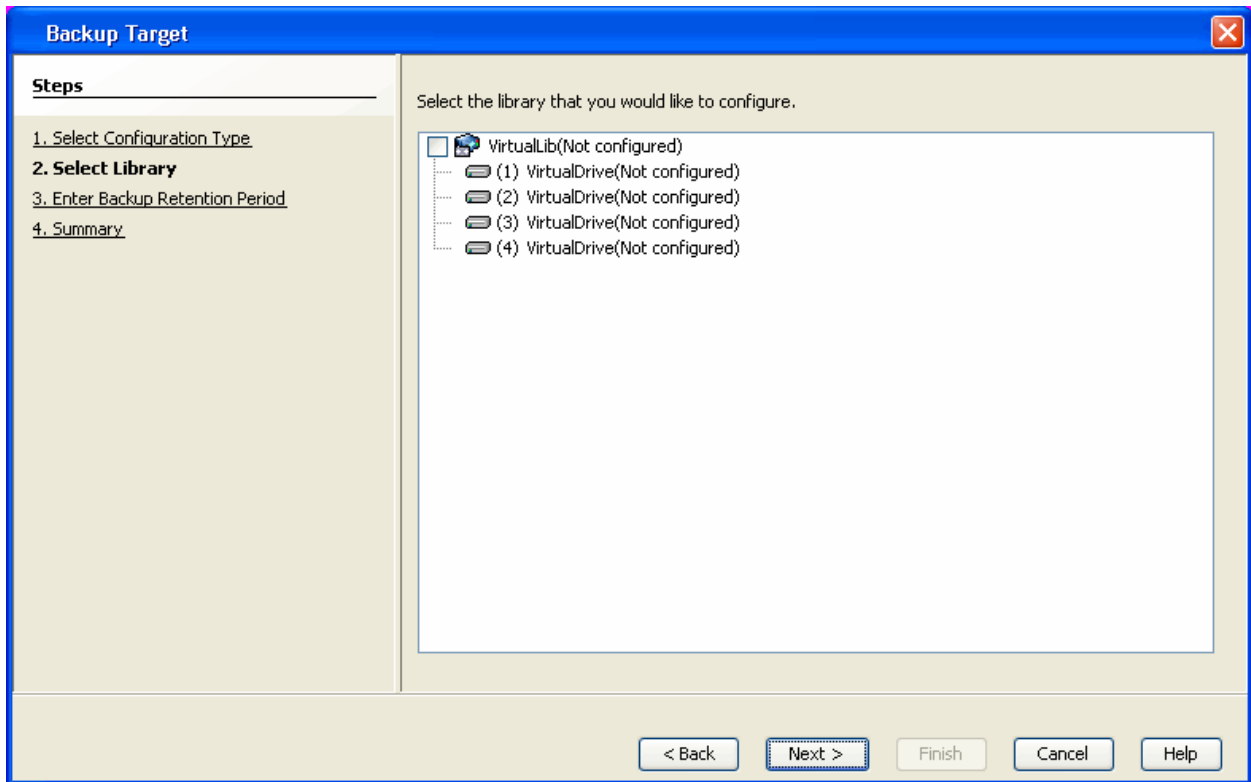 Backup Target
Steps
1. Select Configuration Type
2. Select Library
3. Enter Backup Retention Period
4. Summary
Select the library that you would like to configure.
VirtualLib(Not configured)
(1) VirtualDrive(Not configured)
(2) VirtualDrive(Not configured)
(3) VirtualDrive(Not configured)
(4) VirtualDrive(Not configured)
< Back
Next >
Finish
Cancel
Help